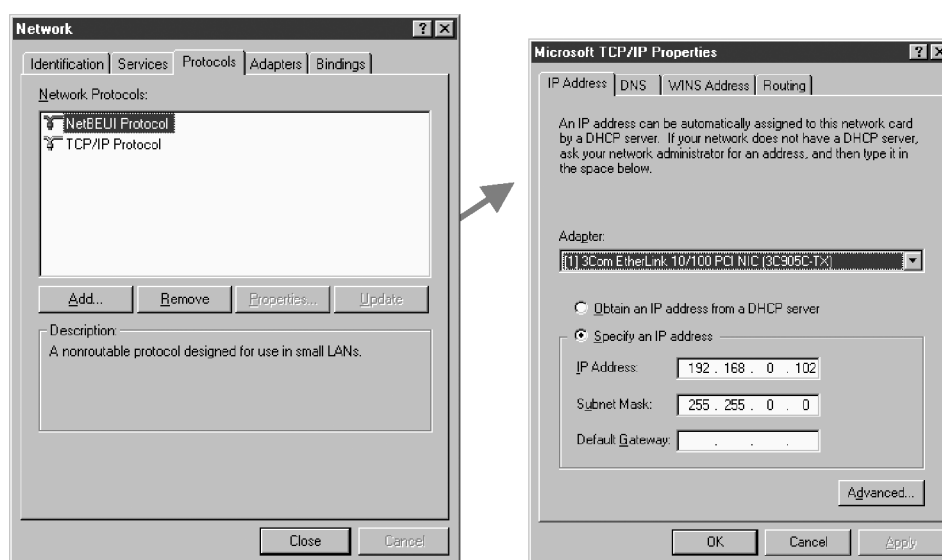 Network
Identification Services Protocols Adapters Bindings
Network Protocols:
NetBEUI Protocol
TCP/IP Protocol
Add... Remove Properties... Update
Description:
A nonroutable protocol designed for use in small LANs.
Close Cancel
Microsoft TCP/IP Properties
IP Address DNS WINS Address Routing
An IP address can be automatically assigned to this network card
by a DHCP server. If your network does not have a DHCP server,
ask your network administrator for an address, and then type it in
the space below.
Adapter:
[1] 3Com EtherLink 10/100 PCI NIC (3C905C-TX)
Obtain an IP address from a DHCP server
Specify an IP address
IP Address: 192 . 168 . 0 . 102
Subnet Mask: 255 . 255 . 0 . 0
Default Gateway: . . .
Advanced...
OK Cancel Apply